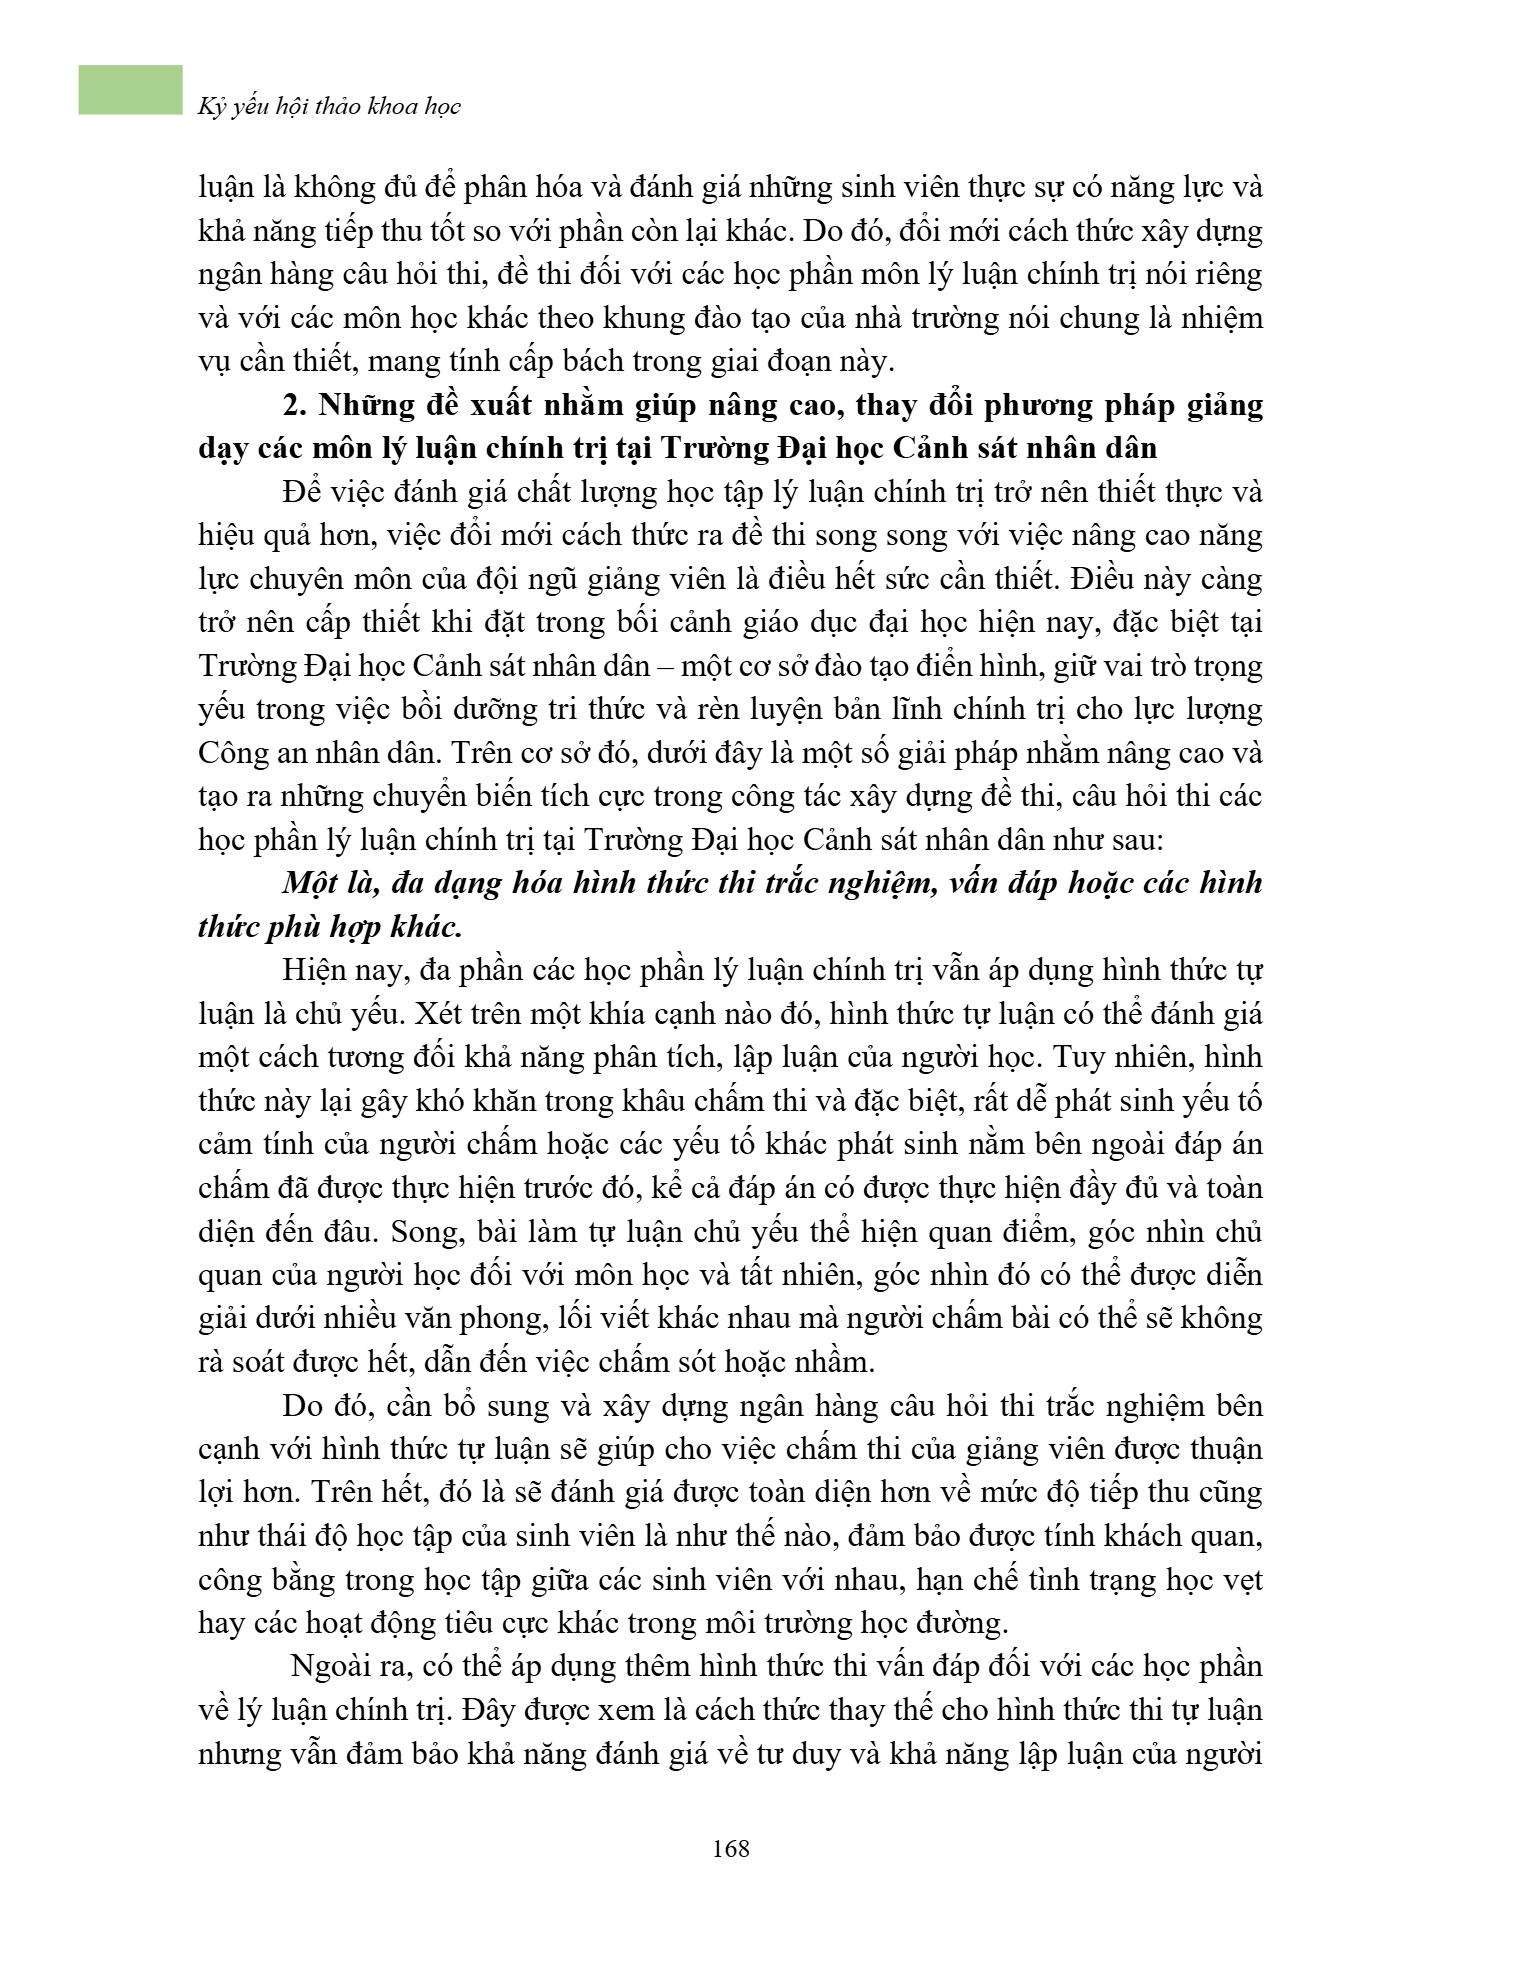 Kỷ yếu hội thảo khoa học
luận là không đủ để phân hóa và đánh giá những sinh viên thực sự có năng lực và
khả năng tiếp thu tốt so với phần còn lại khác. Do đó, đổi mới cách thức xây dựng
ngân hàng câu hỏi thi, đề thi đối với các học phần môn lý luận chính trị nói riêng
và với các môn học khác theo khung đào tạo của nhà trường nói chung là nhiệm
vụ cần thiết, mang tính cấp bách trong giai đoạn này.
2. Những đề xuất nhằm giúp nâng cao, thay đổi phương pháp giảng
dạy các môn lý luận chính trị tại Trường Đại học Cảnh sát nhân dân
Để việc đánh giá chất lượng học tập lý luận chính trị trở nên thiết thực và
hiệu quả hơn, việc đổi mới cách thức ra đề thi song song với việc nâng cao năng
lực chuyên môn của đội ngũ giảng viên là điều hết sức cần thiết. Điều này càng
trở nên cấp thiết khi đặt trong bối cảnh giáo dục đại học hiện nay, đặc biệt tại
Trường Đại học Cảnh sát nhân dân – một cơ sở đào tạo điển hình, giữ vai trò trọng
yếu trong việc bồi dưỡng tri thức và rèn luyện bản lĩnh chính trị cho lực lượng
Công an nhân dân. Trên cơ sở đó, dưới đây là một số giải pháp nhằm nâng cao và
tạo ra những chuyển biến tích cực trong công tác xây dựng đề thi, câu hỏi thi các
học phần lý luận chính trị tại Trường Đại học Cảnh sát nhân dân như sau:
Một là, đa dạng hóa hình thức thi trắc nghiệm, vấn đáp hoặc các hình
thức phù hợp khác.
Hiện nay, đa phần các học phần lý luận chính trị vẫn áp dụng hình thức tự
luận là chủ yếu. Xét trên một khía cạnh nào đó, hình thức tự luận có thể đánh giá
một cách tương đối khả năng phân tích, lập luận của người học. Tuy nhiên, hình
thức này lại gây khó khăn trong khâu chấm thi và đặc biệt, rất dễ phát sinh yếu tố
cảm tính của người chấm hoặc các yếu tố khác phát sinh nằm bên ngoài đáp án
chấm đã được thực hiện trước đó, kể cả đáp án có được thực hiện đầy đủ và toàn
diện đến đâu. Song, bài làm tự luận chủ yếu thể hiện quan điểm, góc nhìn chủ
quan của người học đối với môn học và tất nhiên, góc nhìn đó có thể được diễn
giải dưới nhiều văn phong, lối viết khác nhau mà người chấm bài có thể sẽ không
rà soát được hết, dẫn đến việc chấm sót hoặc nhầm.
Do đó, cần bổ sung và xây dựng ngân hàng câu hỏi thi trắc nghiệm bên
cạnh với hình thức tự luận sẽ giúp cho việc chấm thi của giảng viên được thuận
lợi hơn. Trên hết, đó là sẽ đánh giá được toàn diện hơn về mức độ tiếp thu cũng
như thái độ học tập của sinh viên là như thế nào, đảm bảo được tính khách quan,
công bằng trong học tập giữa các sinh viên với nhau, hạn chế tình trạng học vẹt
hay các hoạt động tiêu cực khác trong môi trường học đường.
Ngoài ra, có thể áp dụng thêm hình thức thi vấn đáp đối với các học phần
về lý luận chính trị. Đây được xem là cách thức thay thế cho hình thức thi tự luận
nhưng vẫn đảm bảo khả năng đánh giá về tư duy và khả năng lập luận của người
168